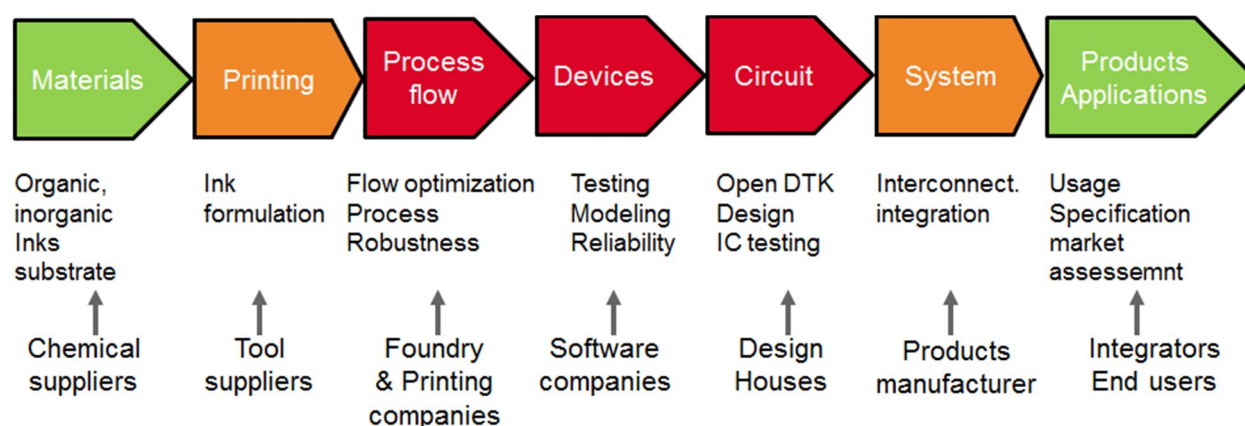 Materials
Printing
Process
flow
Devices
Circuit
System
Products
Applications
Organic,
inorganic
Inks
substrate
Ink
formulation
Flow optimization
Process
Robustness
Testing
Modeling
Reliability
Open DTK
Design
IC testing
Interconnect.
integration
Usage
Specification
market
assessemnt
Chemical
suppliers
Tool
suppliers
Foundry
& Printing
companies
Software
companies
Design
Houses
Products
manufacturer
Integrators
End users